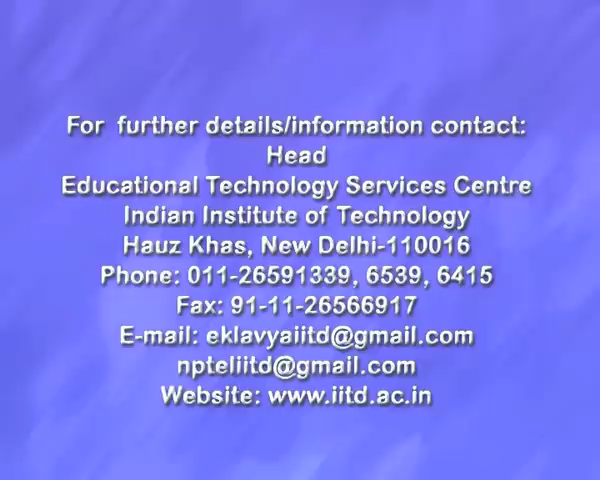 For further details/information contact:
Head
Educational Technology Services Centre
Indian Institute of Technology
Hauz Khas, New Delhi-110016
Phone: 011-26591339, 6539, 6415
Fax: 91-11-26566917
E-mail: eklavyaiitd@gmail.com
npteliitd@gmail.com
Website: www.iitd.ac.in